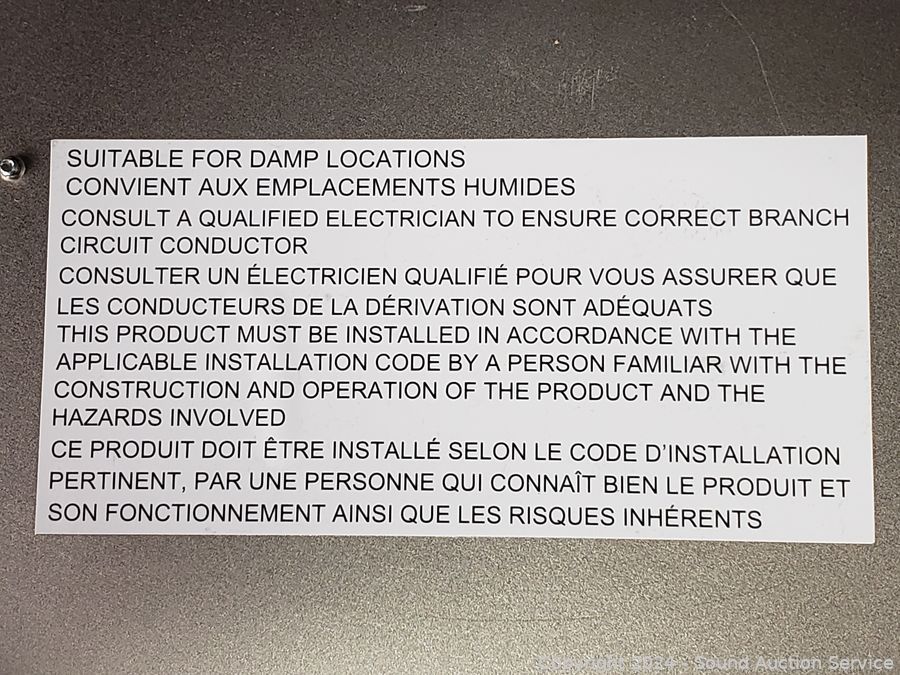 SUITABLE FOR DAMP LOCATIONS
CONVIENT AUX EMPLACEMENTS HUMIDES
CONSULT A QUALIFIED ELECTRICIAN TO ENSURE CORRECT BRANCH
CIRCUIT CONDUCTOR
CONSULTER UN ÉLECTRICIEN QUALIFIÉ POUR VOUS ASSURER QUE
LES CONDUCTEURS DE LA DÉRIVATION SONT ADÉQUATS
THIS PRODUCT MUST BE INSTALLED IN ACCORDANCE WITH THE
APPLICABLE INSTALLATION CODE BY A PERSON FAMILIAR WITH THE
CONSTRUCTION AND OPERATION OF THE PRODUCT AND THE
HAZARDS INVOLVED
CE PRODUIT DOIT ÊTRE INSTALLÉ SELON LE CODE D'INSTALLATION
PERTINENT, PAR UNE PERSONNE QUI CONNAÎT BIEN LE PRODUIT ET
SON FONCTIONNEMENT AINSI QUE LES RISQUES INHÉRENTS
Copyright 2024 - Sound Auction Service